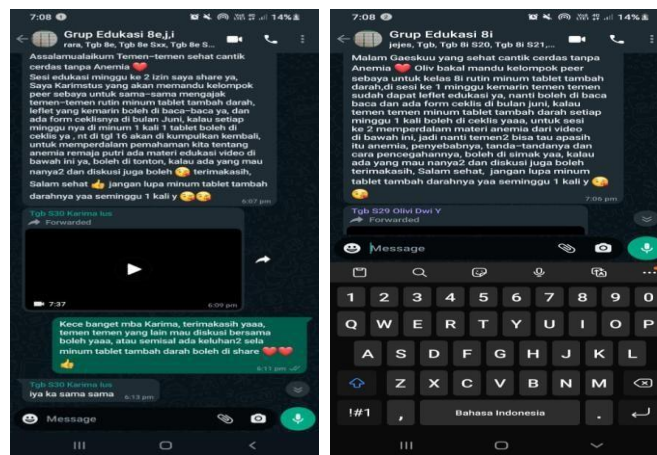 7:08
14%
Grup Edukasi 8e,j,i
rara, Tgb 8e, Tgb 8e Sxx, Tgb 8e S...
Assalamualaikum Temen-temen sehat cantik
cerdas tanpa Anemia ❤️
Sesi edukasi minggu ke 2 izin saya share ya,
Saya Karimstus yang akan memandu kelompok
peer sebaya untuk sama-sama mengajak
temen-temen rutin minum tablet tambah darah,
leflet yang kemarin boleh di baca-baca ya, dan
ada form ceklisnya di bulan Juni, kalau setiap
minggu nya di minum 1 kali 1 tablet boleh di
ceklis ya , nt di tgl 16 akan di kumpulkan kembali,
untuk memperdalam pemahaman kita tentang
anemia remaja putri ada materi edukasi video di
bawah ini ya, boleh di tonton, kalau ada yang mau
nanya2 dan diskusi juga boleh 😘 terimakasih,
Salam sehat 👍 jangan lupa minum tablet tambah
darahnya yaa seminggu 1 kali y 😘😘
6:07 pm
Tgb S30 Karima Ius
Forwarded
7:37
6:09 pm
Kece banget mba Karima, terimakasih yaaa,
temen temen yang lain mau diskusi bersama
boleh yaaa, atau semisal ada keluhan2 sela
minum tablet tambah darah boleh di share ❤️❤️
👍
6:11 pm
Tgb S30 Karima Ius
iya ka sama sama
6:13 pm
Message
7:08
14%
Grup Edukasi 8i
jejes, Tgb, Tgb 8i S20, Tgb 8i S21,...
Malam Gaeskuu yang sehat cantik cerdas tanpa
Anemia ❤️ Oliv bakal mandu kelompok peer
sebaya untuk kelas 8i rutin minum tablet tambah
darah,di sesi ke 1 minggu kemarin temen temen
sudah dapat leflet edukasi ya, nanti boleh di baca
baca dan ada form ceklis di bulan juni, kalau
temen temen minum tablet tambah darah setiap
minggu 1 kali boleh di ceklis yaaa, untuk sesi
ke 2 memperdalam materi anemia dari video
di bawah ini, jadi nanti temen2 bisa tau apasih
itu anemia, penyebabnya, tanda-tandanya dan
cara pencegahannya, boleh di simak yaa, kalau
ada yang mau nanya2 dan diskusi juga boleh
terimakasih, Salam sehat, jangan lupa minum
tablet tambah darahnya yaa seminggu 1 kali y 😘
😘
7:06 pm
Tgb S29 Olivi Dwi Y
Forwarded
Message
1 2 3 4 5 6 7 8 9 0
Q W E R T Y U I O P
A S D F G H J K L
Z X C V B N M
!#1 , Bahasa Indonesia .